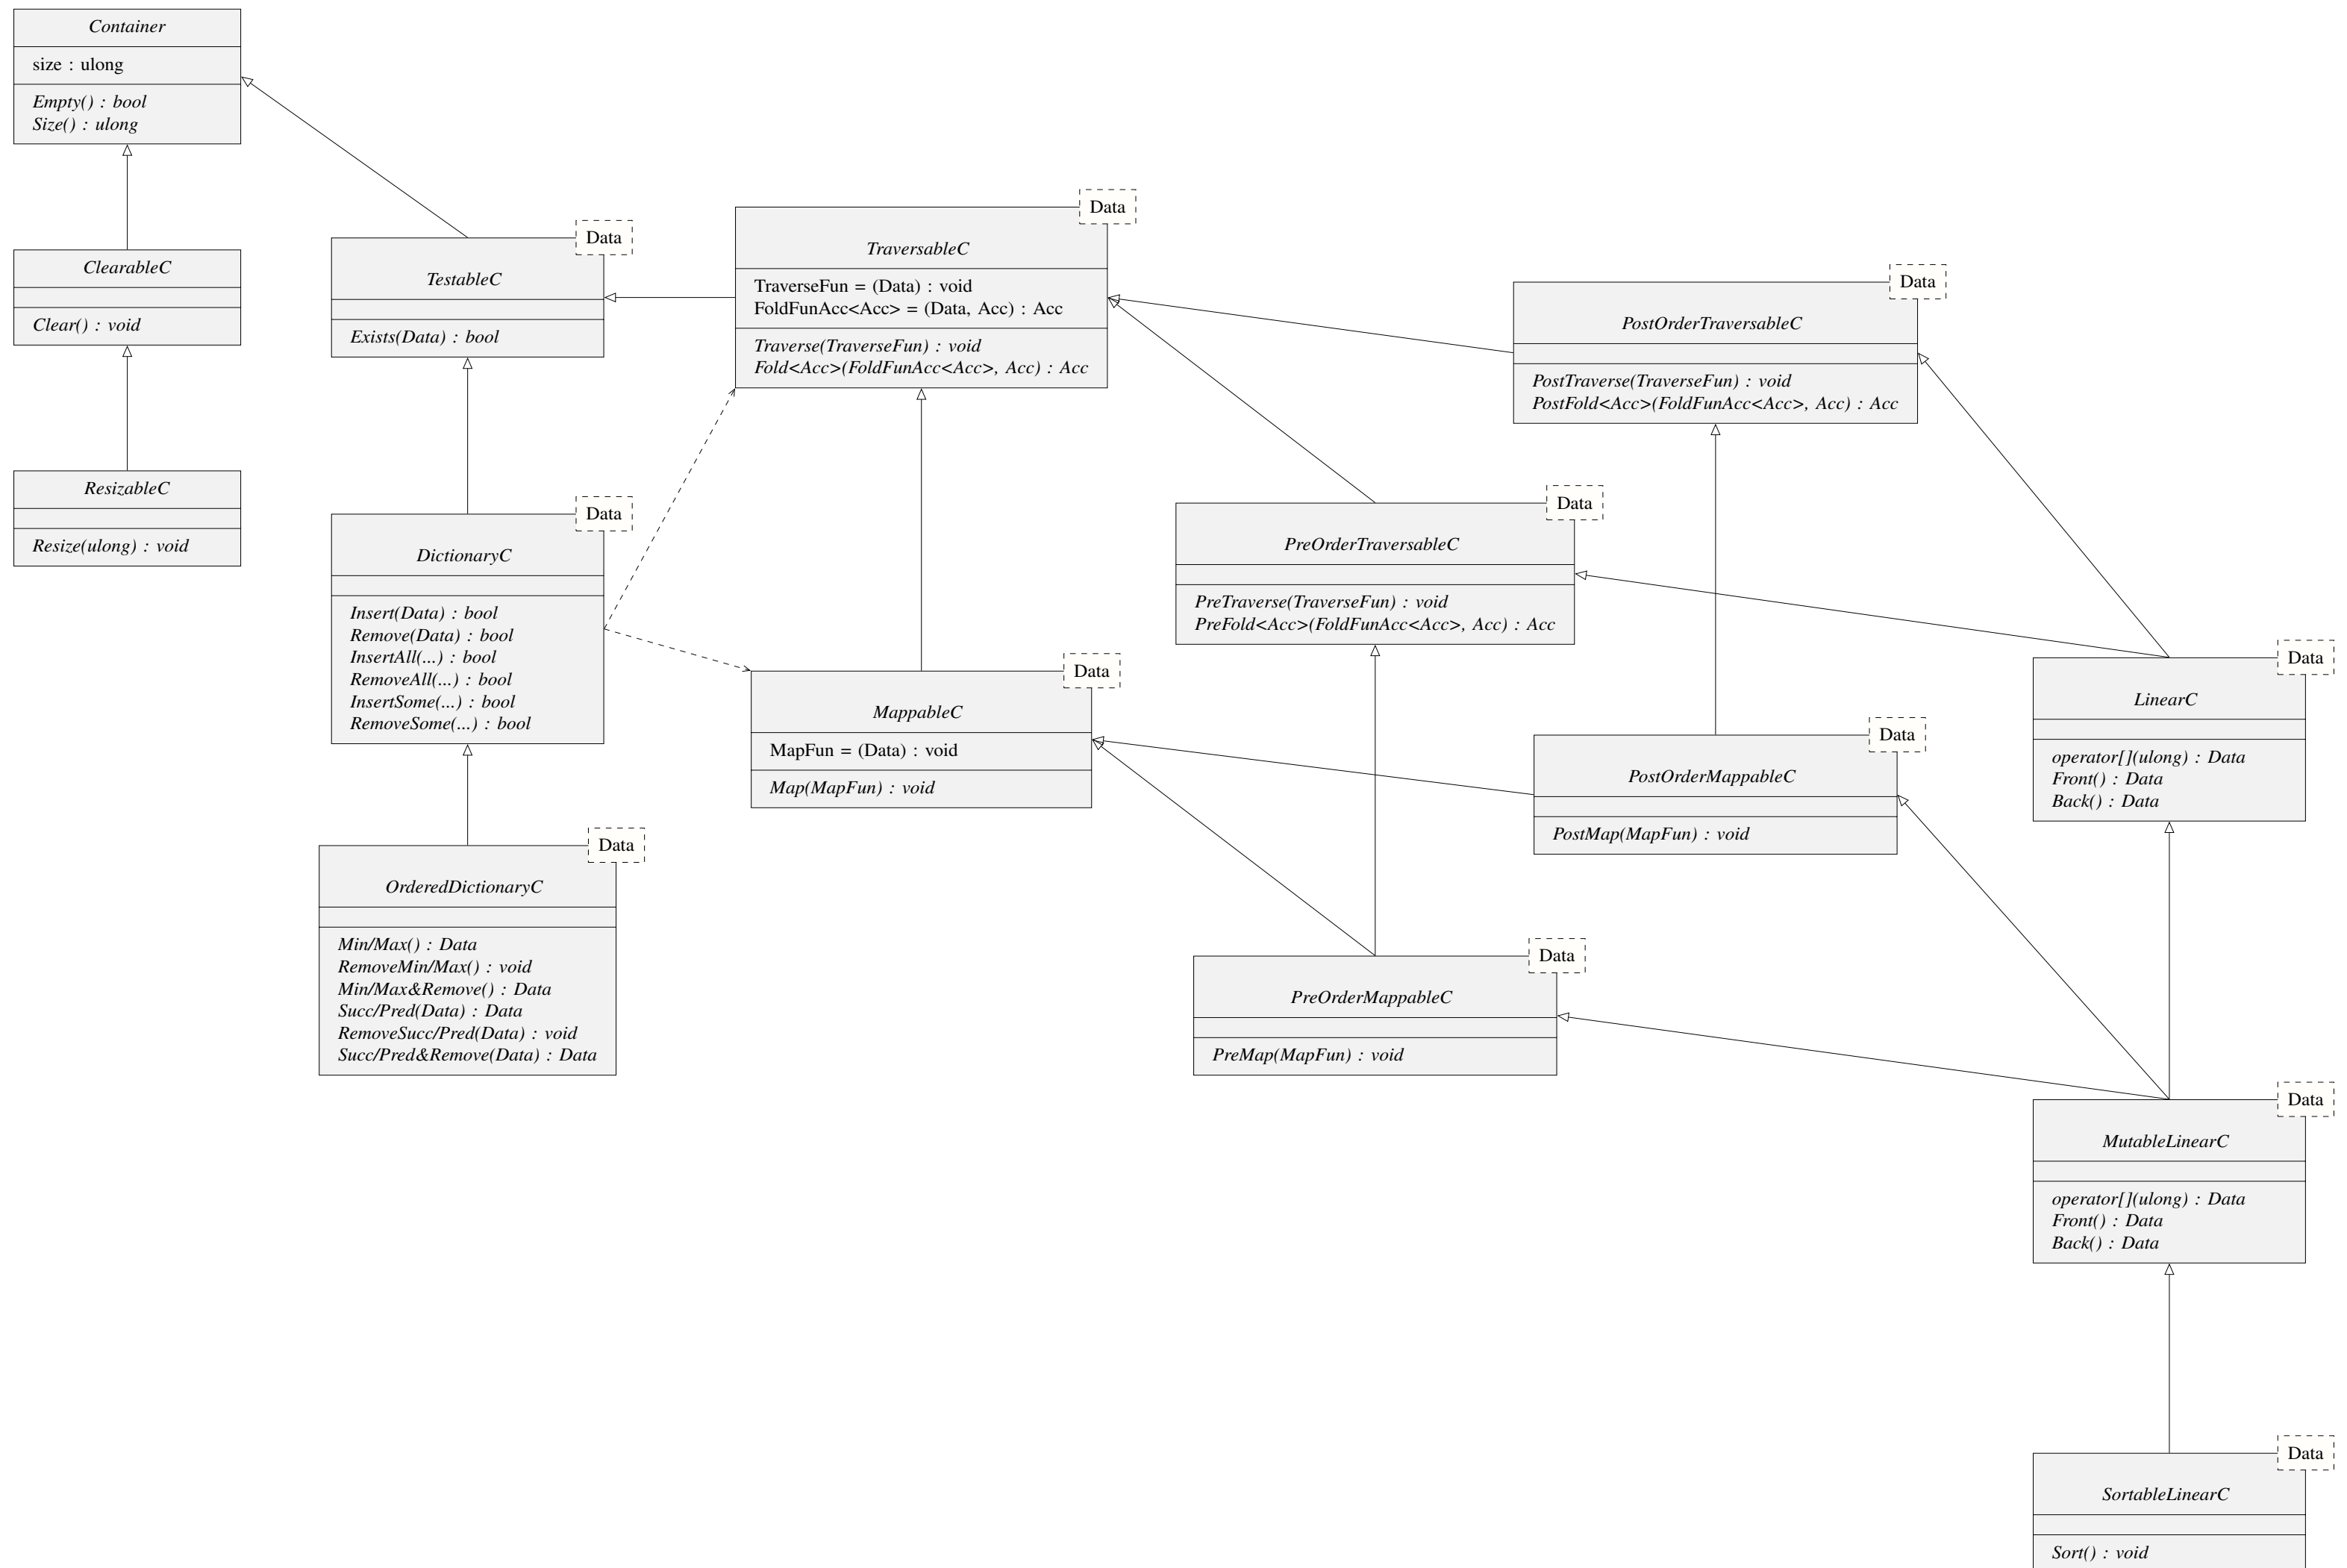 Container
size : ulong
Empty() : bool
Size() : ulong
ClearableC
Clear() : void
ResizableC
Resize(ulong) : void
Data
TestableC
Exists(Data) : bool
Data
DictionaryC
Insert(Data) : bool
Remove(Data) : bool
InsertAll(...) : bool
RemoveAll(...) : bool
InsertSome(...) : bool
RemoveSome(...) : bool
Data
OrderedDictionaryC
Min/Max() : Data
RemoveMin/Max() : void
Min/Max&Remove() : Data
Succ/Pred(Data) : Data
RemoveSucc/Pred(Data) : void
Succ/Pred&Remove(Data) : Data
Data
TraversableC
TraverseFun = (Data) : void
FoldFunAcc<Acc> = (Data, Acc) : Acc
Traverse(TraverseFun) : void
Fold<Acc>(FoldFunAcc<Acc>, Acc) : Acc
Data
MappableC
MapFun = (Data) : void
Map(MapFun) : void
Data
PreOrderTraversableC
PreTraverse(TraverseFun) : void
PreFold<Acc>(FoldFunAcc<Acc>, Acc) : Acc
Data
PreOrderMappableC
PreMap(MapFun) : void
Data
PostOrderTraversableC
PostTraverse(TraverseFun) : void
PostFold<Acc>(FoldFunAcc<Acc>, Acc) : Acc
Data
PostOrderMappableC
PostMap(MapFun) : void
Data
LinearC
operator[](ulong) : Data
Front() : Data
Back() : Data
Data
MutableLinearC
operator[](ulong) : Data
Front() : Data
Back() : Data
Data
SortableLinearC
Sort() : void